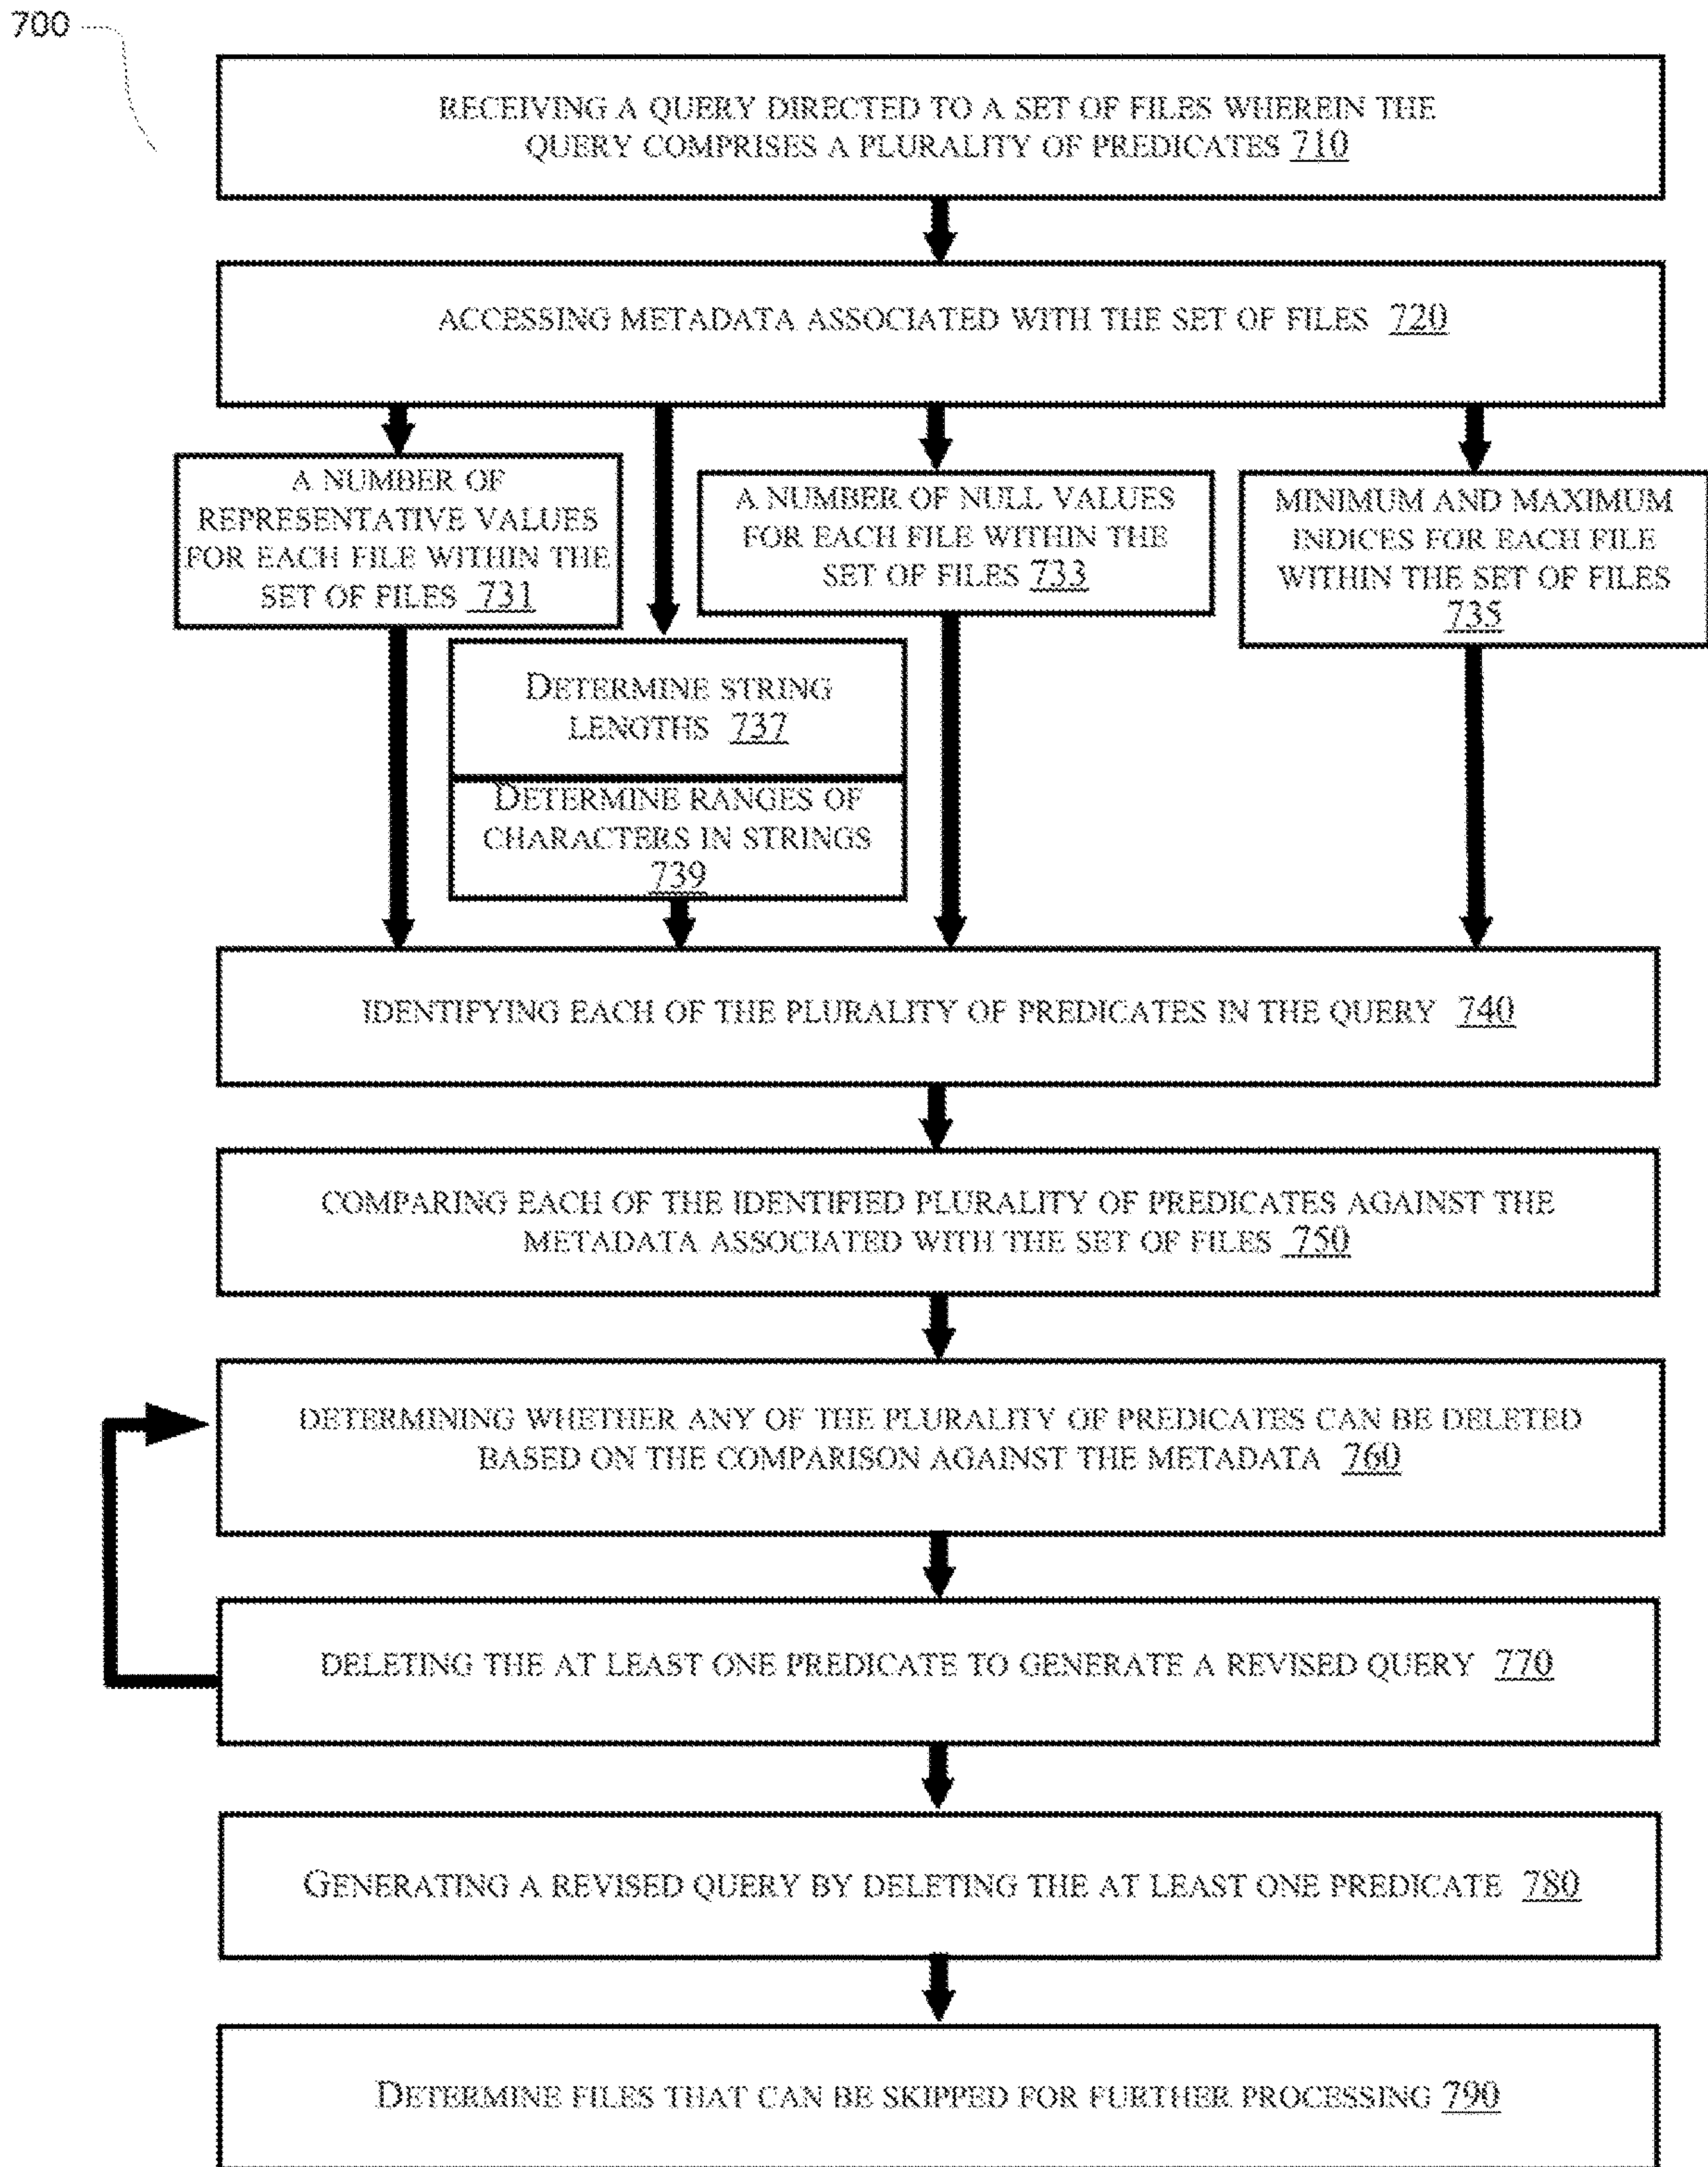 700
RECEIVING A QUERY DIRECTED TO A SET OF FILES WHEREIN THE
QUERY COMPRISES A PLURALITY OF PREDICATES 710
ACCESSING METADATA ASSOCIATED WITH THE SET OF FILES 720
A NUMBER OF
REPRESENTATIVE VALUES
FOR EACH FILE WITHIN THE
SET OF FILES 731
A NUMBER OF NULL VALUES
FOR EACH FILE WITHIN THE
SET OF FILES 733
MINIMUM AND MAXIMUM
INDICES FOR EACH FILE
WITHIN THE SET OF FILES
735
DETERMINE STRING
LENGTHS 737
DETERMINE RANGES OF
CHARACTERS IN STRINGS
739
IDENTIFYING EACH OF THE PLURALITY OF PREDICATES IN THE QUERY 740
COMPARING EACH OF THE IDENTIFIED PLURALITY OF PREDICATES AGAINST THE
METADATA ASSOCIATED WITH THE SET OF FILES 750
DETERMINING WHETHER ANY OF THE PLURALITY OF PREDICATES CAN BE DELETED
BASED ON THE COMPARISON AGAINST THE METADATA 760
DELETING THE AT LEAST ONE PREDICATE TO GENERATE A REVISED QUERY 770
GENERATING A REVISED QUERY BY DELETING THE AT LEAST ONE PREDICATE 780
DETERMINE FILES THAT CAN BE SKIPPED FOR FURTHER PROCESSING 790